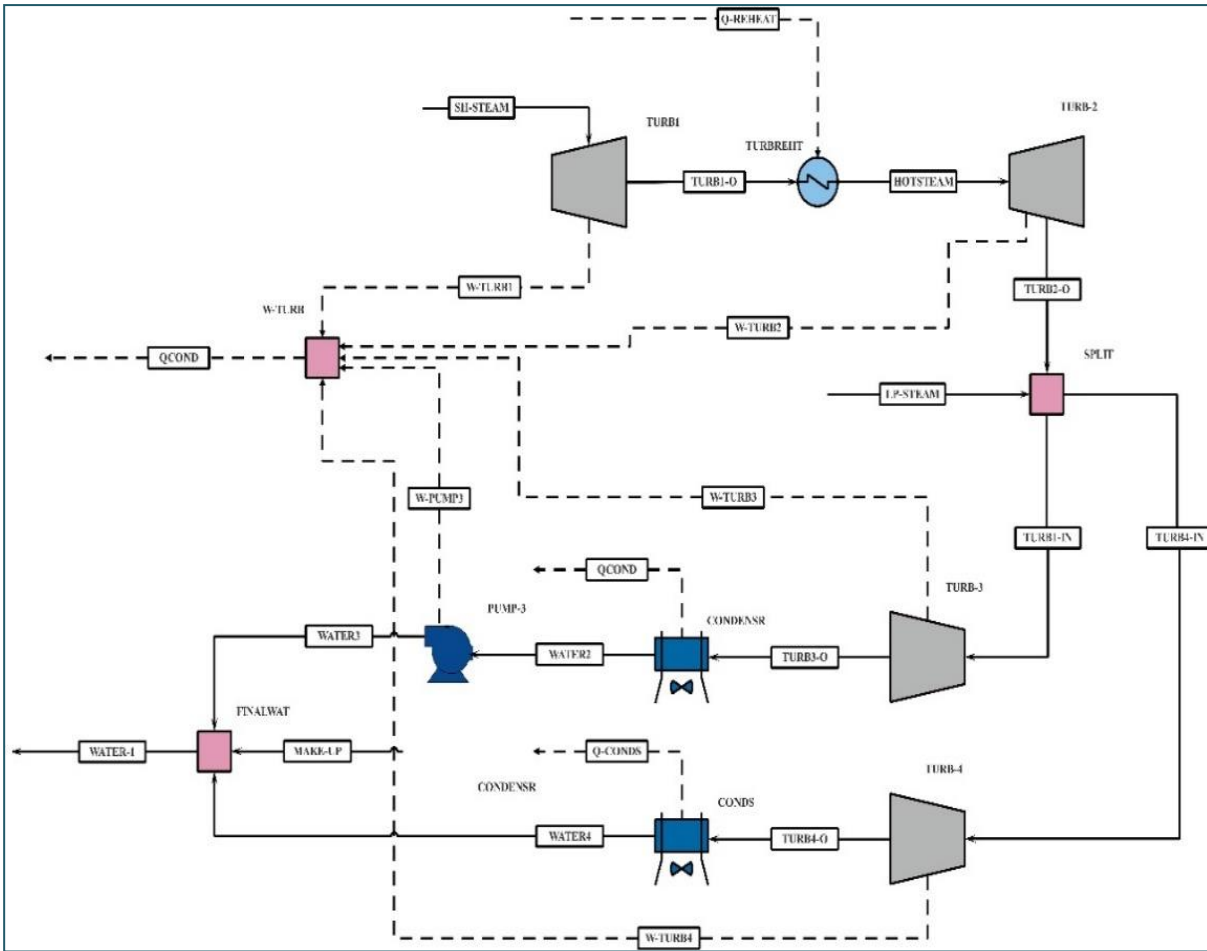 Q-REHEAT
SH-STEAM
TURB1
TURB-2
TURBREHT
TURB1-O
HOTSTEAM
W-TURB1
TURB2-O
W-TURB
W-TURB2
QCOND
SPLIT
LP-STEAM
W-PUMP3
W-TURB3
TURB1-IN
TURB4-IN
QCOND
TURB-3
PUMP-3
CONDENSR
WATER3
WATER2
TURB3-O
FINALWAT
WATER-1
MAKE-UP
Q-CONDS
TURB-4
CONDENSR
CONDS
WATER4
TURB4-O
W-TURB4